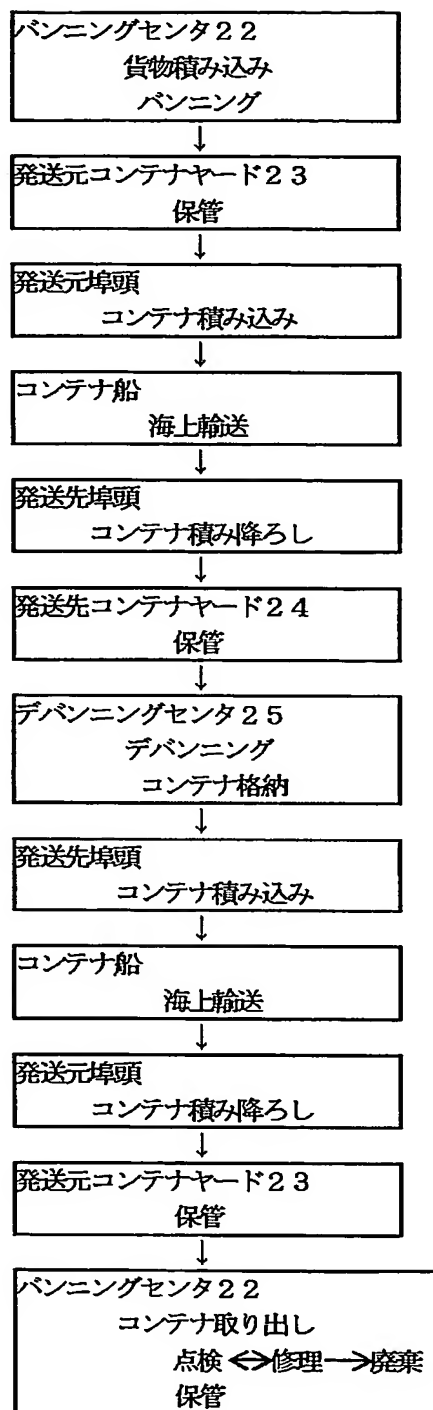 バンニングセンタ２２
貨物積み込み
バンニング
↓
発送元コンテナヤード２３
保管
↓
発送元埠頭
コンテナ積み込み
↓
コンテナ船
海上輸送
↓
発送先埠頭
コンテナ積み降ろし
↓
発送先コンテナヤード２４
保管
↓
デバンニングセンタ２５
デバンニング
コンテナ格納
↓
発送先埠頭
コンテナ積み込み
↓
コンテナ船
海上輸送
↓
発送元埠頭
コンテナ積み降ろし
↓
発送元コンテナヤード２３
保管
↓
バンニングセンタ２２
コンテナ取り出し
点検⟷修理⟶廃棄
保管